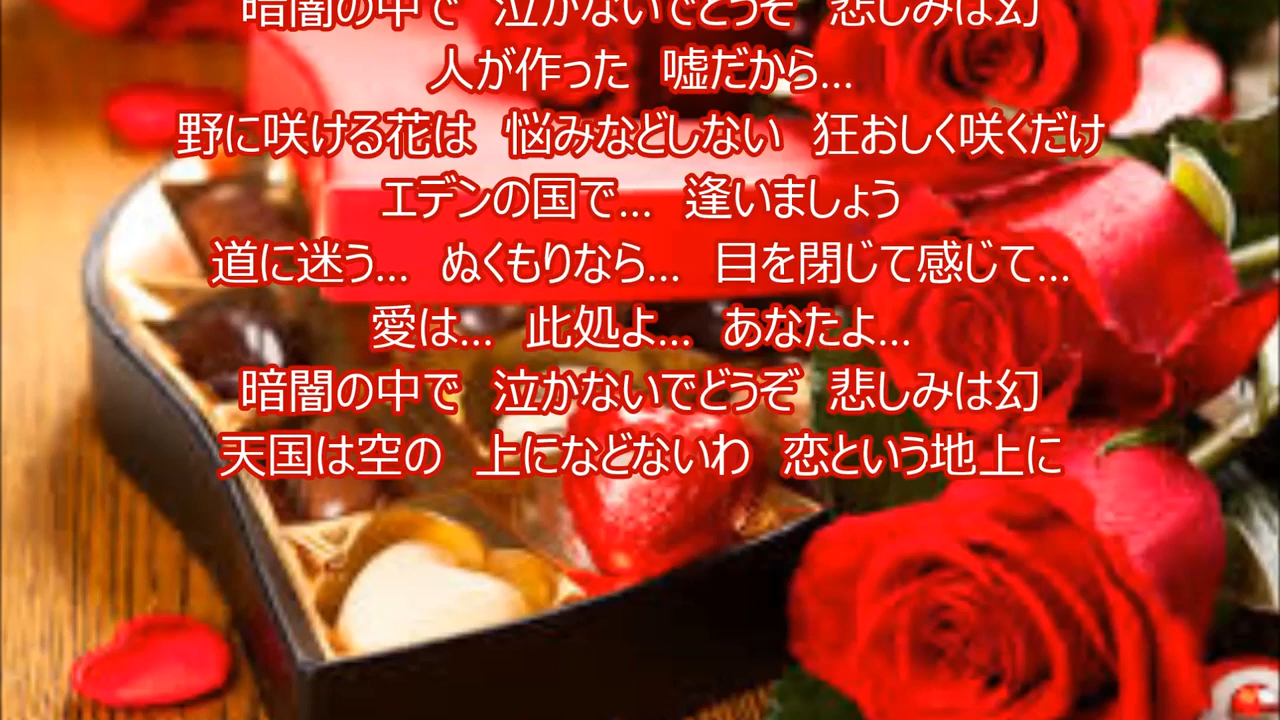 暗闇の中で　泣かないでどうぞ　悲しみは幻
人が作った　嘘だから…
野に咲ける花は　悩みなどしない　狂おしく咲くだけ
エデンの国で…　逢いましょう
道に迷う…　ぬくもりなら…　目を閉じて感じて…
愛は…　此処よ…　あなたよ…
暗闇の中で　泣かないでどうぞ　悲しみは幻
天国は空の　上になどないわ　恋という地上に